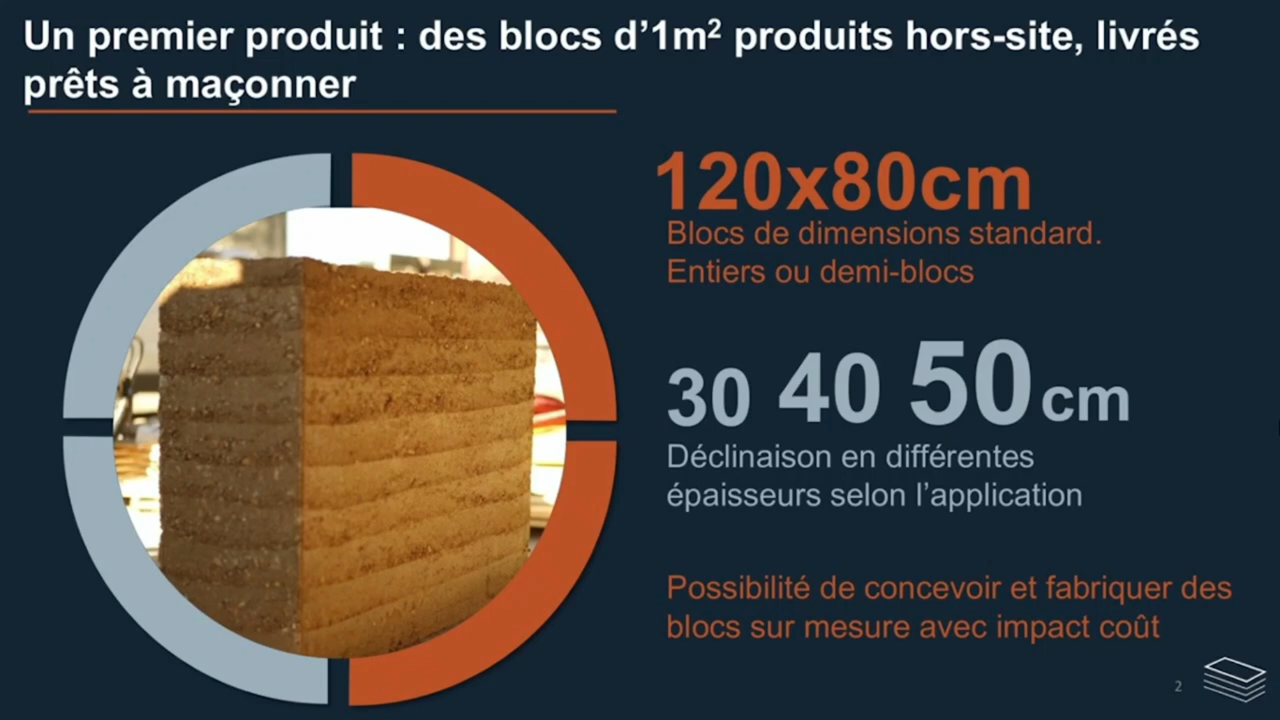 Un premier produit : des blocs d’1m² produits hors-site, livrés
prêts à maçonner
120x80cm
Blocs de dimensions standard.
Entiers ou demi-blocs
30 40 50 cm
Déclinaison en différentes
épaisseurs selon l’application
Possibilité de concevoir et fabriquer des
blocs sur mesure avec impact coût
2